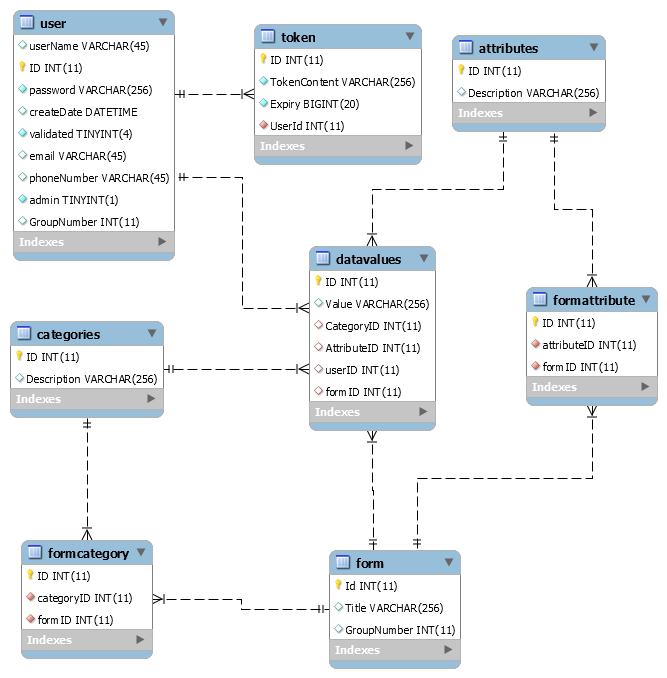 user
userName VARCHAR(45)
ID INT(11)
password VARCHAR(256)
createDate DATETIME
validated TINYINT(4)
email VARCHAR(45)
phoneNumber VARCHAR(45)
admin TINYINT(1)
GroupNumber INT(11)
Indexes
token
ID INT(11)
TokenContent VARCHAR(256)
Expiry BIGINT(20)
UserId INT(11)
Indexes
attributes
ID INT(11)
Description VARCHAR(256)
Indexes
datavalues
ID INT(11)
Value VARCHAR(256)
CategoryID INT(11)
AttributeID INT(11)
userID INT(11)
formID INT(11)
Indexes
formattribute
ID INT(11)
attributeID INT(11)
formID INT(11)
Indexes
categories
ID INT(11)
Description VARCHAR(256)
Indexes
formcategory
ID INT(11)
categoryID INT(11)
formID INT(11)
Indexes
form
Id INT(11)
Title VARCHAR(256)
GroupNumber INT(11)
Indexes